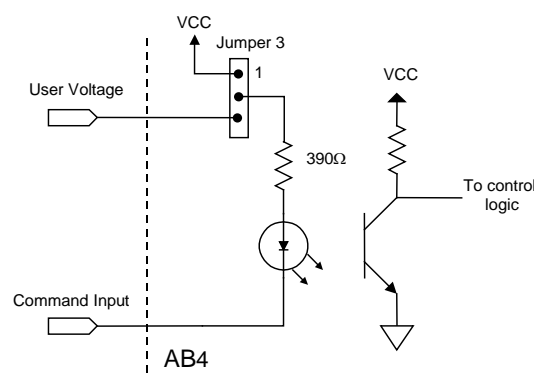 VCC
Jumper 3
1
VCC
User Voltage
390Ω
To control
logic
Command Input
AB4